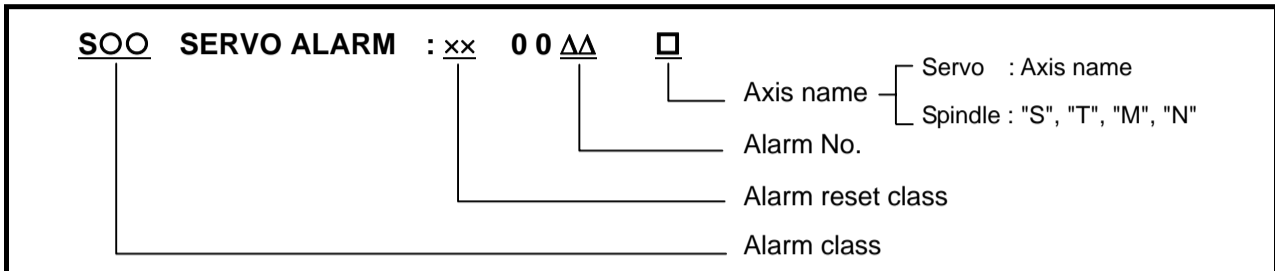 S○○ SERVO ALARM : ×× 0 0 ΔΔ □
Servo : Axis name
Axis name
Spindle : "S", "T", "M", "N"
Alarm No.
Alarm reset class
Alarm class